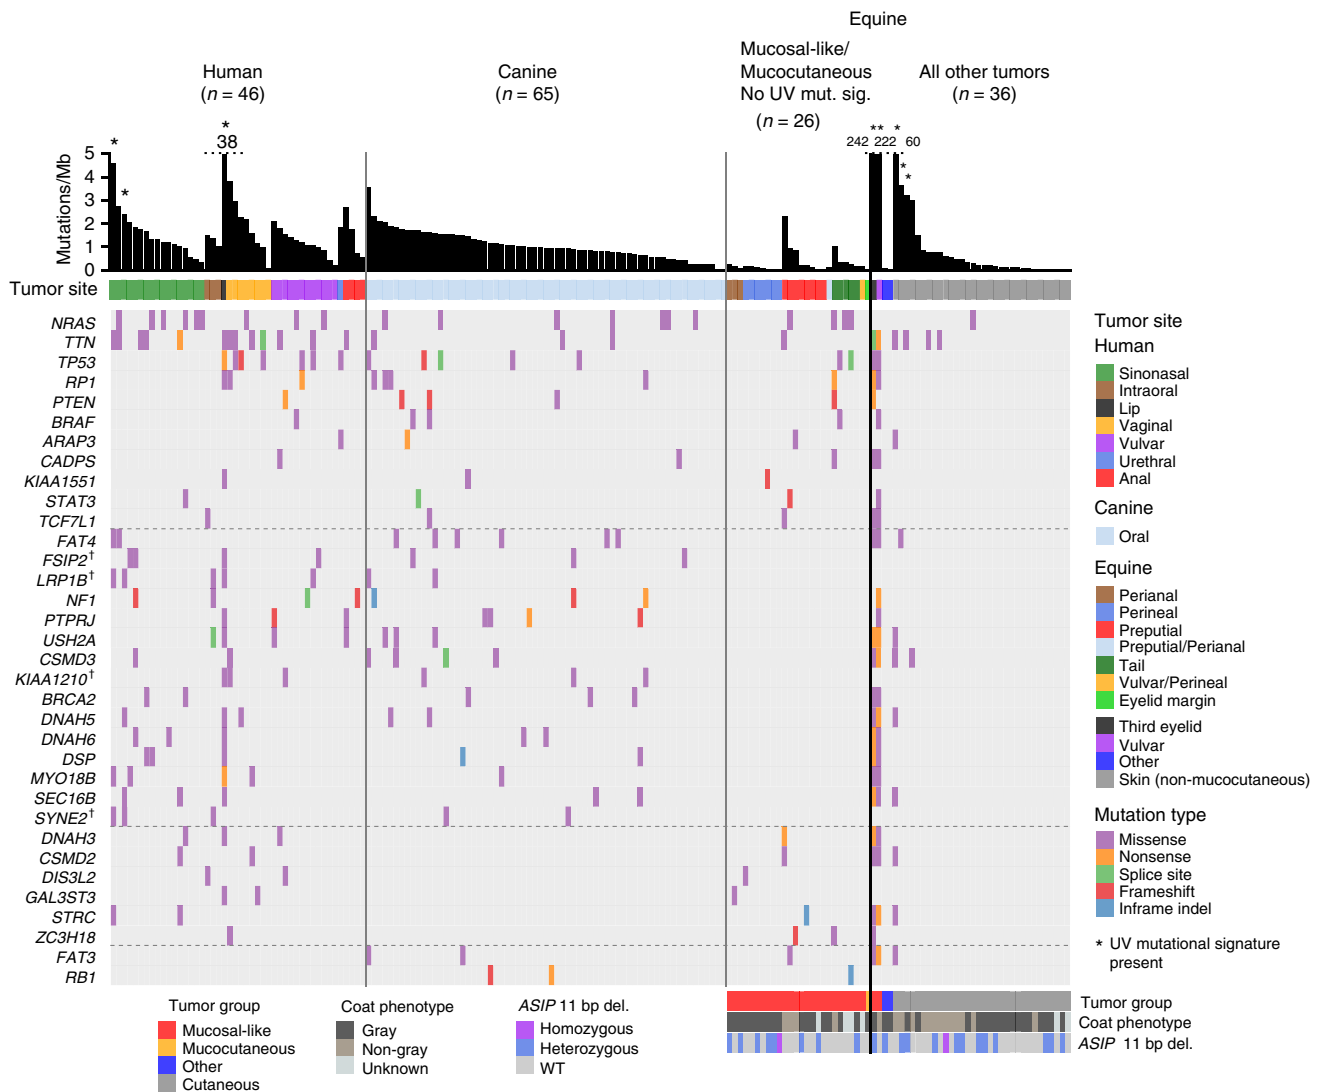 Equine
Human
(n = 46)
Canine
(n = 65)
Mucosal-like/
Mucocutaneous
No UV mut. sig.
(n = 26)
All other tumors
(n = 36)
*
*
*
38
** *
242 222 60
*
*
Mutations/Mb
5
4
3
2
1
0
Tumor site
NRAS
TTN
TP53
RP1
PTEN
BRAF
ARAP3
CADPS
KIAA1551
STAT3
TCF7L1
FAT4
FSIP2†
LRP1B†
NF1
PTPRJ
USH2A
CSMD3
KIAA1210†
BRCA2
DNAH5
DNAH6
DSP
MYO18B
SEC16B
SYNE2†
DNAH3
CSMD2
DIS3L2
GAL3ST3
STRC
ZC3H18
FAT3
RB1
Tumor site
Human
Sinonasal
Intraoral
Lip
Vaginal
Vulvar
Urethral
Anal
Canine
Oral
Equine
Perianal
Perineal
Preputial
Preputial/Perianal
Tail
Vulvar/Perineal
Eyelid margin
Third eyelid
Vulvar
Other
Skin (non-mucocutaneous)
Mutation type
Missense
Nonsense
Splice site
Frameshift
Inframe indel
* UV mutational signature
present
Tumor group
Coat phenotype
ASIP 11 bp del.
Tumor group
Mucosal-like
Mucocutaneous
Other
Cutaneous
Coat phenotype
Gray
Non-gray
Unknown
ASIP 11 bp del.
Homozygous
Heterozygous
WT